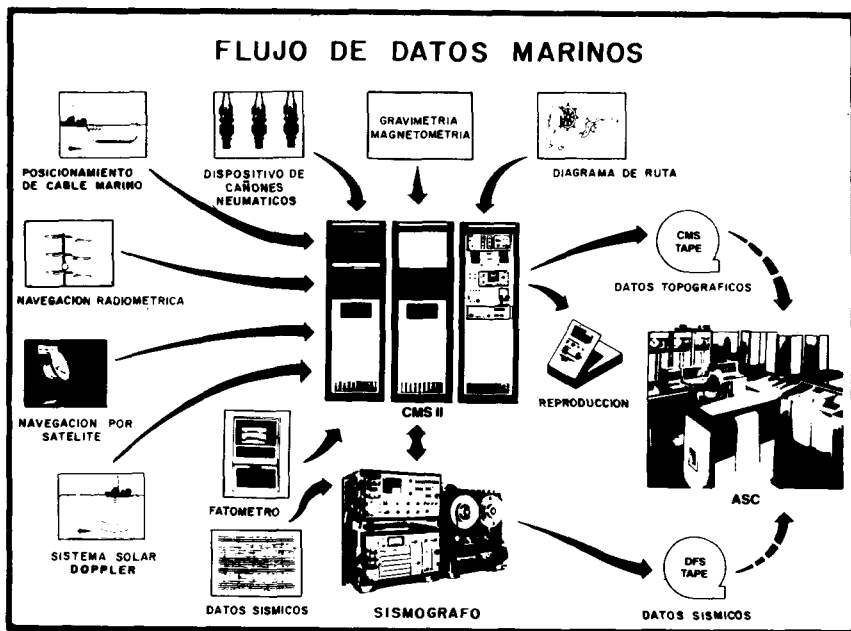 FLUJO DE DATOS MARINOS
POSICIONAMIENTO
DE CABLE MARINO
DISPOSITIVO DE
CAÑONES
NEUMATICOS
GRAVIMETRIA
MAGNETOMETRIA
DIAGRAMA DE RUTA
NAVEGACION RADIOMETRICA
CMS
TAPE
DATOS TOPOGRAFICOS
NAVEGACION POR
SATELITE
CMS II
REPRODUCCION
ASC
SISTEMA SOLAR
DOPPLER
FATOMETRO
DATOS SISMICOS
SISMOGRAFO
DFS
TAPE
DATOS SISMICOS